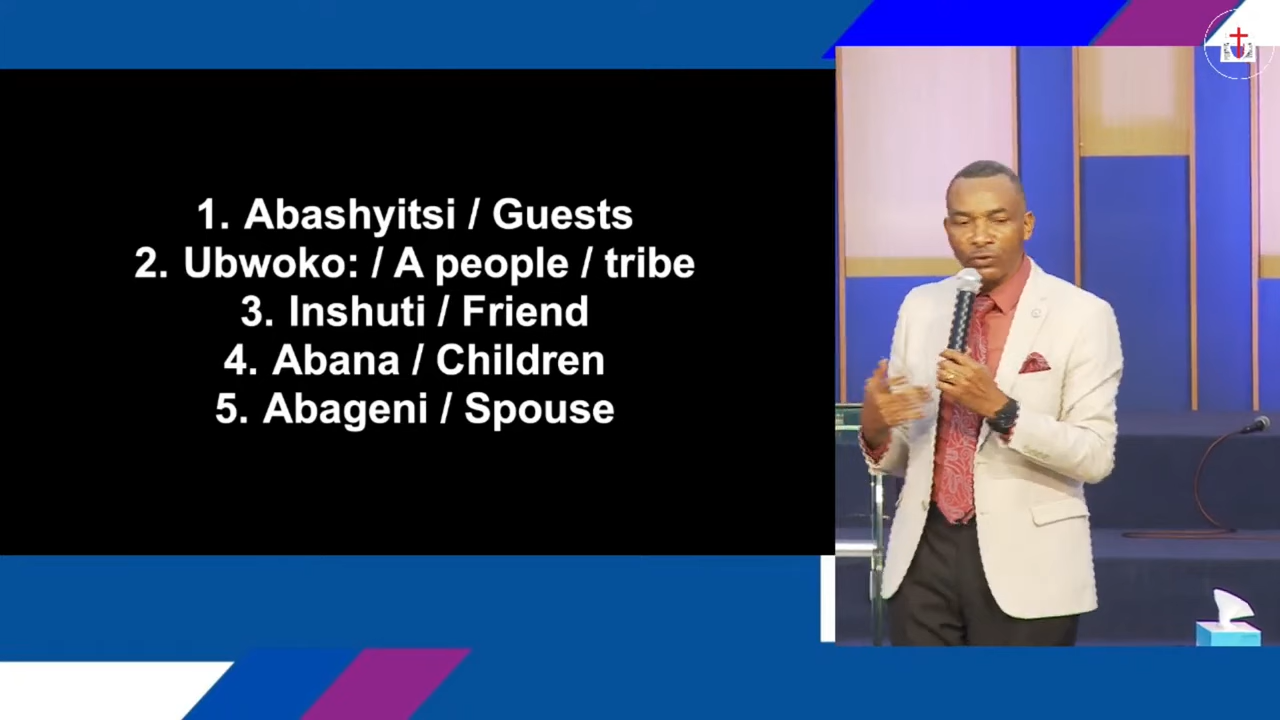 1. Abashyitsi / Guests
2. Ubwoko: / A people / tribe
3. Inshuti / Friend
4. Abana / Children
5. Abageni / Spouse